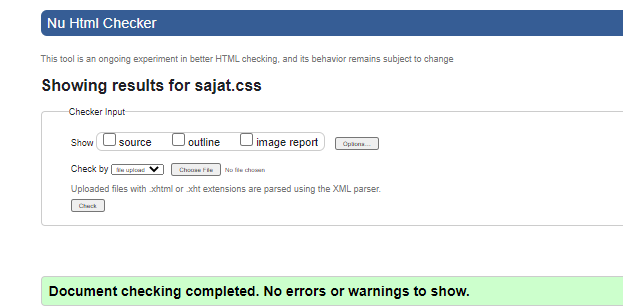 Nu Html Checker
This tool is an ongoing experiment in better HTML checking, and its behavior remains subject to change
Showing results for sajat.css
Checker Input
Show source outline image report Options...
Check by file upload Choose File No file chosen
Uploaded files with .xhtml or .xht extensions are parsed using the XML parser.
Check
Document checking completed. No errors or warnings to show.